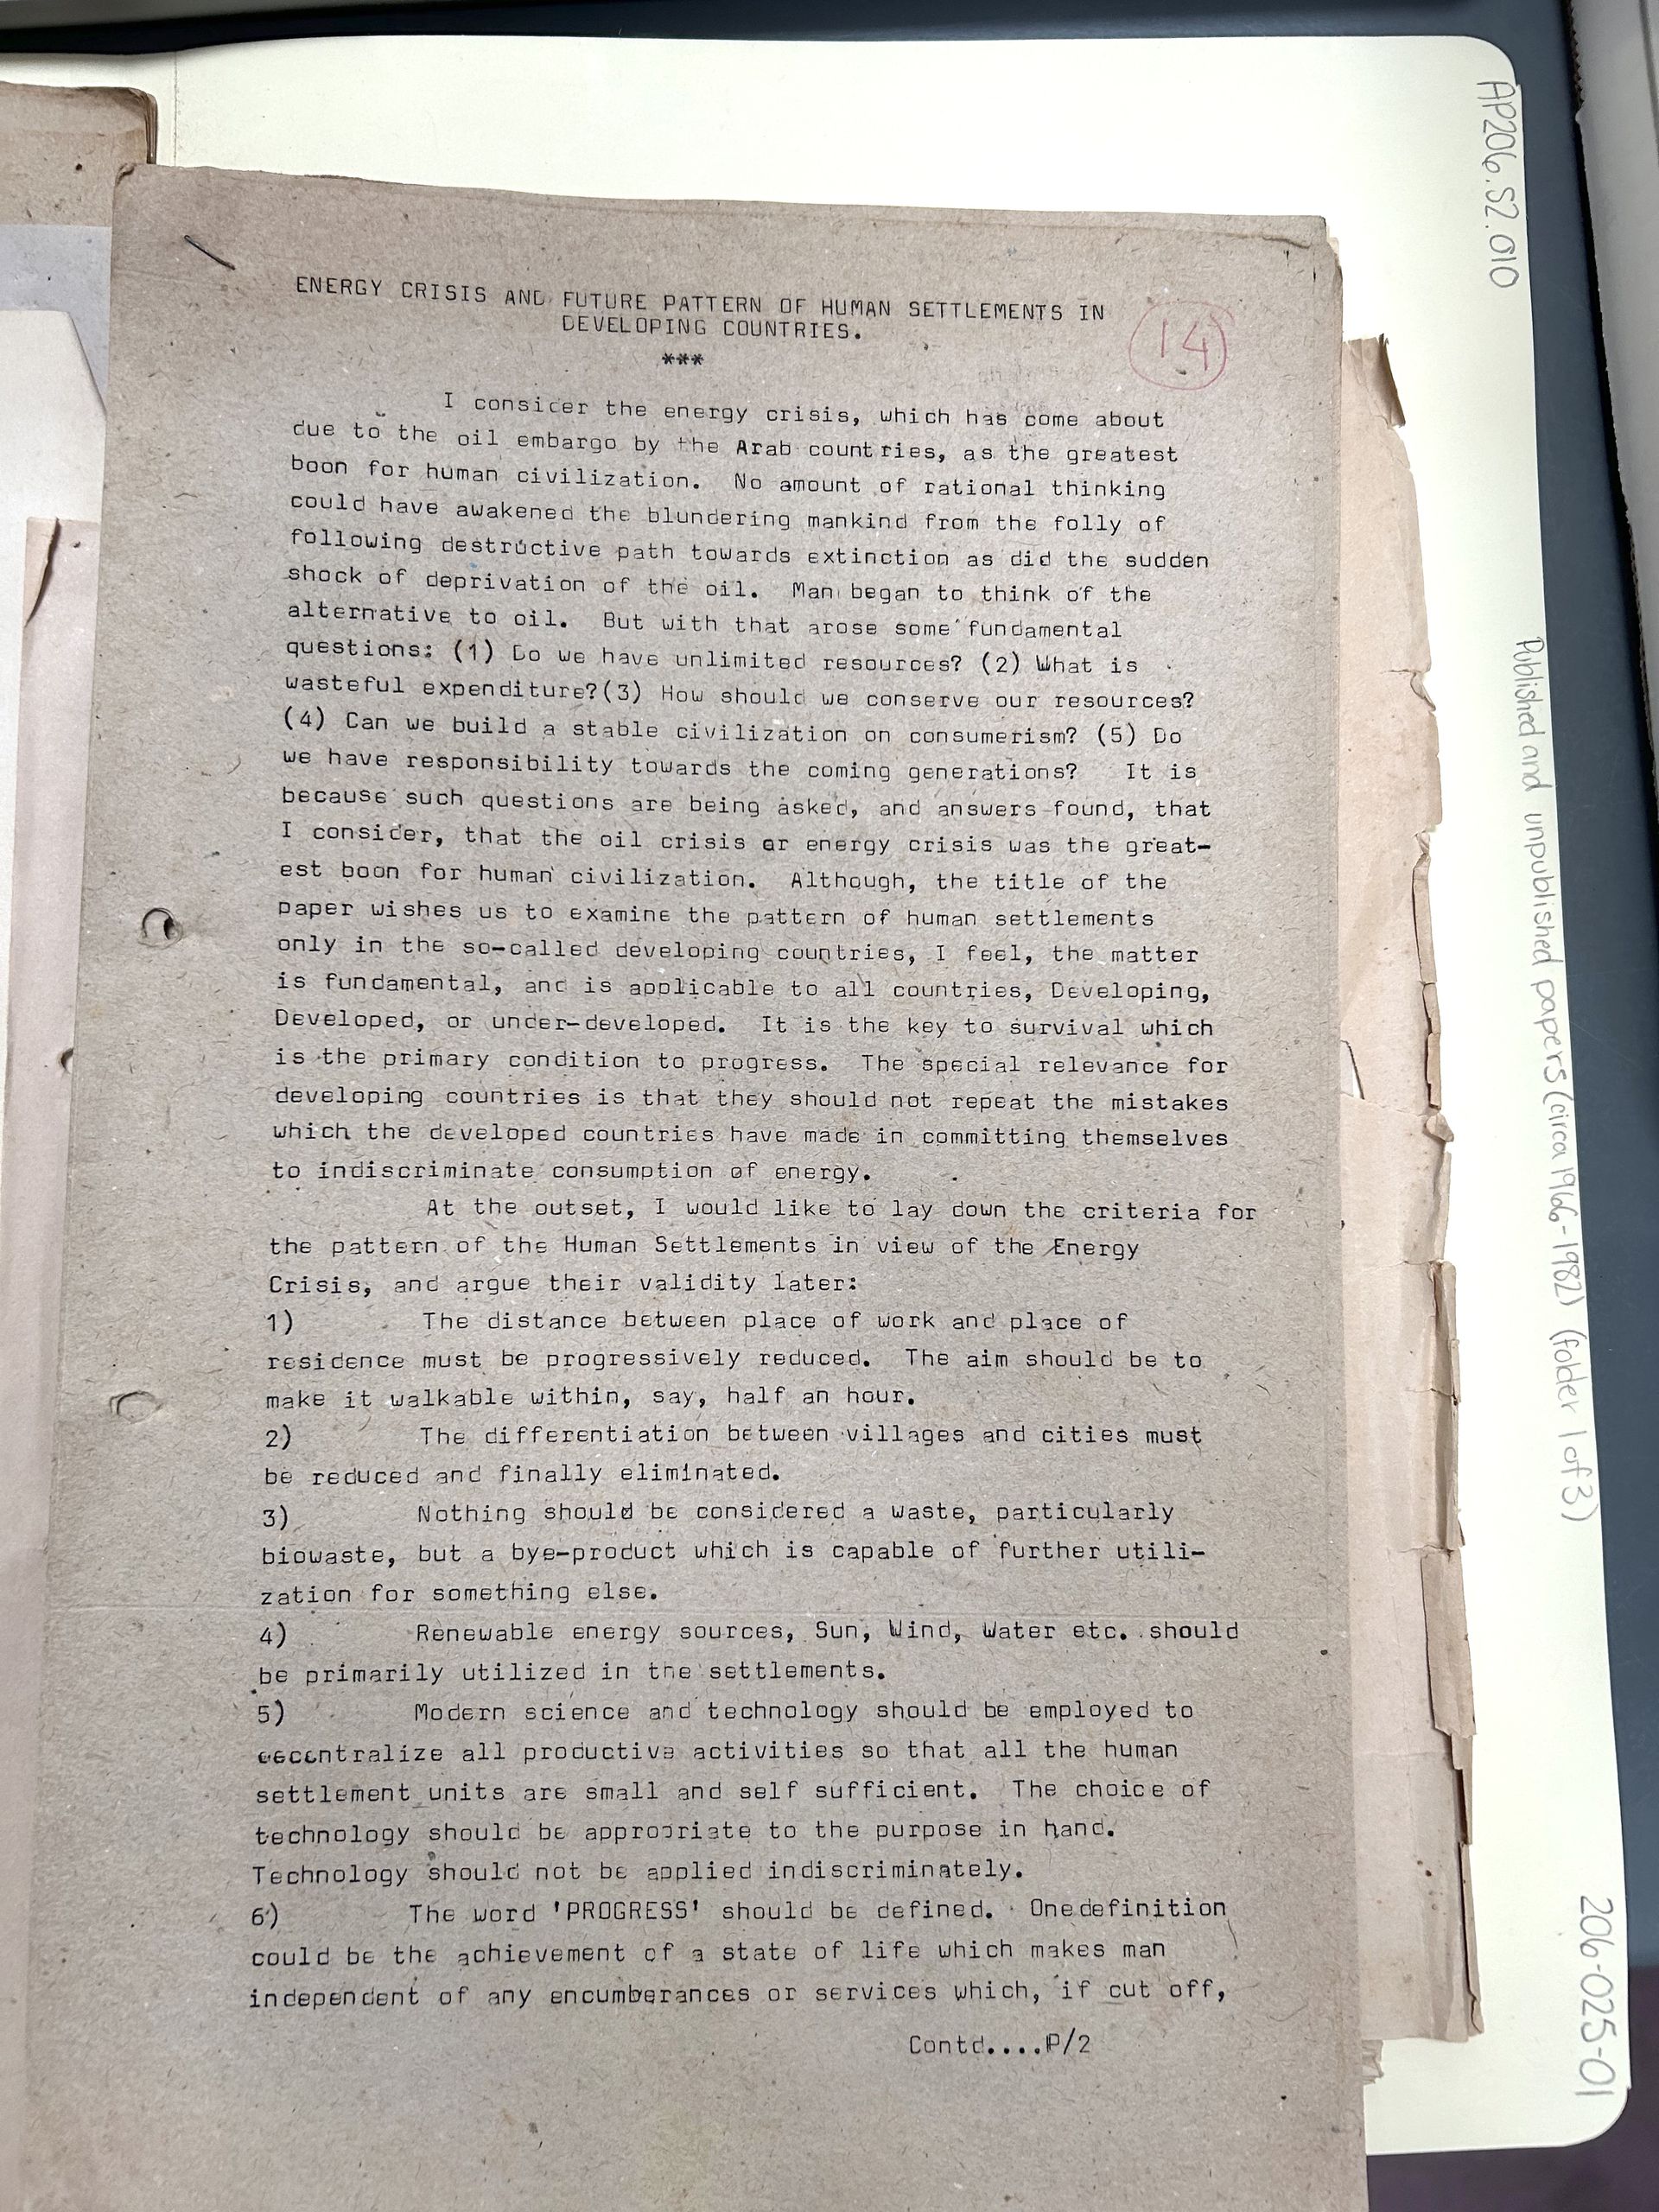 ENERGY CRISIS AND FUTURE PATTERN OF HUMAN SETTLEMENTS IN
DEVELOPING COUNTRIES.
***
14
I consider the energy crisis, which has come about
due to the oil embargo by the Arab countries, as the greatest
boon for human civilization. No amount of rational thinking
could have awakened the blundering mankind from the folly of
following destructive path towards extinction as did the sudden
shock of deprivation of the oil. Man began to think of the
alternative to oil. But with that arose some fundamental
questions: (1) Do we have unlimited resources? (2) What is
wasteful expenditure?(3) How should we conserve our resources?
(4) Can we build a stable civilization on consumerism? (5) Do
we have responsibility towards the coming generations? It is
because such questions are being asked, and answers found, that
I consider, that the oil crisis or energy crisis was the great-
est boon for human civilization. Although, the title of the
paper wishes us to examine the pattern of human settlements
only in the so-called developing countries, I feel, the matter
is fundamental, and is applicable to all countries, Developing,
Developed, or under-developed. It is the key to survival which
is the primary condition to progress. The special relevance for
developing countries is that they should not repeat the mistakes
which the developed countries have made in committing themselves
to indiscriminate consumption of energy.
At the outset, I would like to lay down the criteria for
the pattern of the Human Settlements in view of the Energy
Crisis, and argue their validity later:
1) The distance between place of work and place of
residence must be progressively reduced. The aim should be to
make it walkable within, say, half an hour.
2) The differentiation between villages and cities must
be reduced and finally eliminated.
3) Nothing should be considered a waste, particularly
biowaste, but a bye-product which is capable of further utili-
zation for something else.
4) Renewable energy sources, Sun, Wind, Water etc. should
be primarily utilized in the settlements.
5) Modern science and technology should be employed to
decentralize all productive activities so that all the human
settlement units are small and self sufficient. The choice of
technology should be appropriate to the purpose in hand.
Technology should not be applied indiscriminately.
6) The word 'PROGRESS' should be defined. One definition
could be the achievement of a state of life which makes man
independent of any encumberances or services which, if cut off,
Contd....P/2
AP206.S2.010
Published and unpublished papers (circa 1966-1982) (folder 1 of 3)
206-025-01